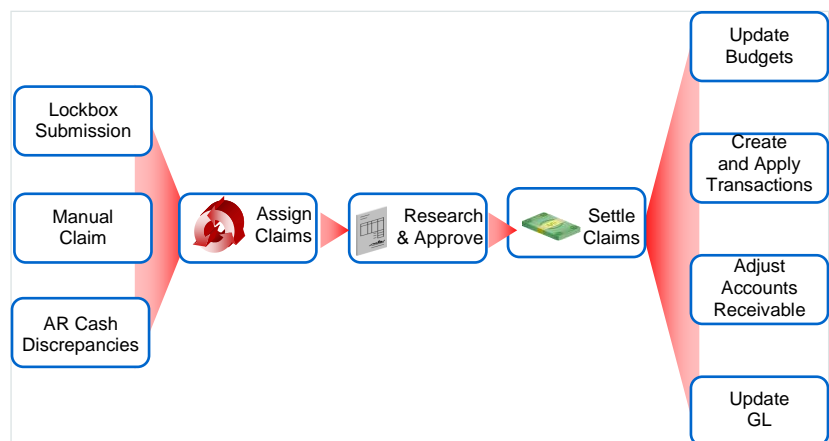 Lockbox
Submission
Manual
Claim
AR Cash
Discrepancies
Assign
Claims
Research
& Approve
Settle
Claims
Update
Budgets
Create
and Apply
Transactions
Adjust
Accounts
Receivable
Update
GL